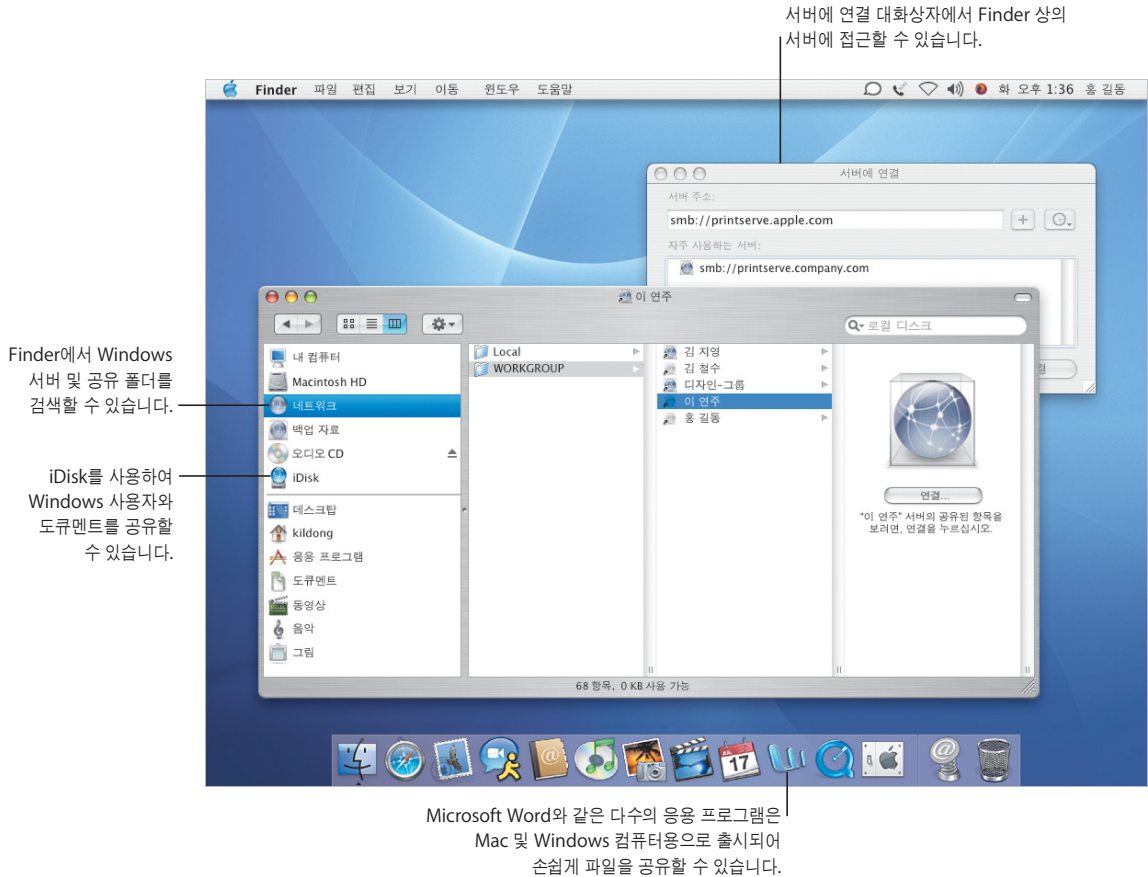 서버에 연결 대화상자에서 Finder 상의
서버에 접근할 수 있습니다.
Finder 파일 편집 보기 이동 윈도우 도움말 화 오후 1:36 홍 길동
서버에 연결
서버 주소:
smb://printserve.apple.com
자주 사용하는 서버:
smb://printserve.company.com
이 연주
로컬 디스크
Finder에서 Windows
서버 및 공유 폴더를
검색할 수 있습니다.
iDisk를 사용하여
Windows 사용자와
도큐멘트를 공유할
수 있습니다.
내 컴퓨터
Macintosh HD
네트워크
백업 자료
오디오 CD
iDisk
데스크탑
kildong
응용 프로그램
도큐멘트
동영상
음악
그림
Local
WORKGROUP
김 지영
김 철수
디자인-그룹
이 연주
홍 길동
연결...
"이 연주" 서버의 공유된 항목을
보려면, 연결을 누르십시오.
결
68 항목, 0 KB 사용 가능
JUL
17
Microsoft Word와 같은 다수의 응용 프로그램은
Mac 및 Windows 컴퓨터용으로 출시되어
손쉽게 파일을 공유할 수 있습니다.